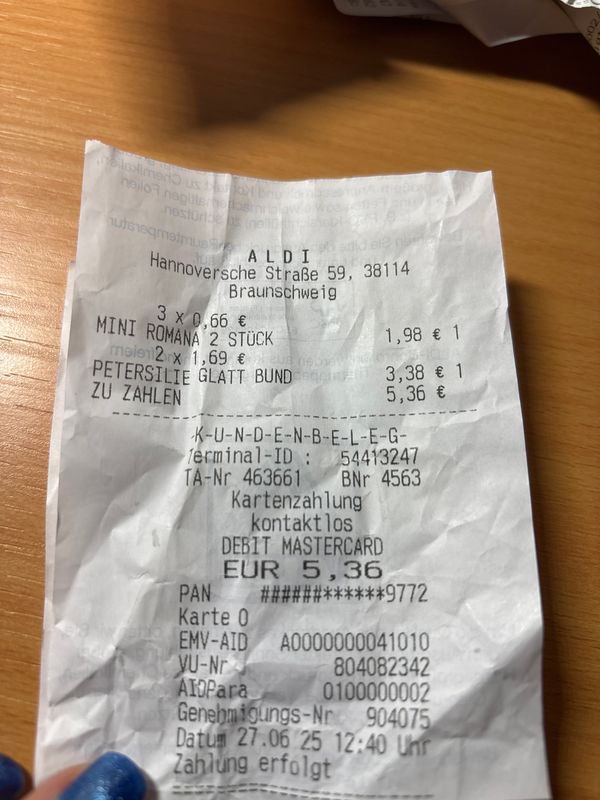 ALDI
Hannoversche Straße 59, 38114
Braunschweig
3 x 0,66 €
MINI ROMANA 2 STÜCK 1,98 € 1
2 x 1,69 €
PETERSILIE GLATT BUND 3,38 € 1
ZU ZAHLEN 5,36 €
K-U-N-D-E-N-B-E-L-E-G-
Terminal-ID : 54413247
TA-Nr 463661 BNr 4563
Kartenzahlung
kontaktlos
DEBIT MASTERCARD
EUR 5,36
PAN ######******9772
Karte 0
EMV-AID A0000000041010
VU-Nr 804082342
AIDPara 0100000002
Genehmigungs-Nr 904075
Datum 27.06 25 12:40 Uhr
Zahlung erfolgt